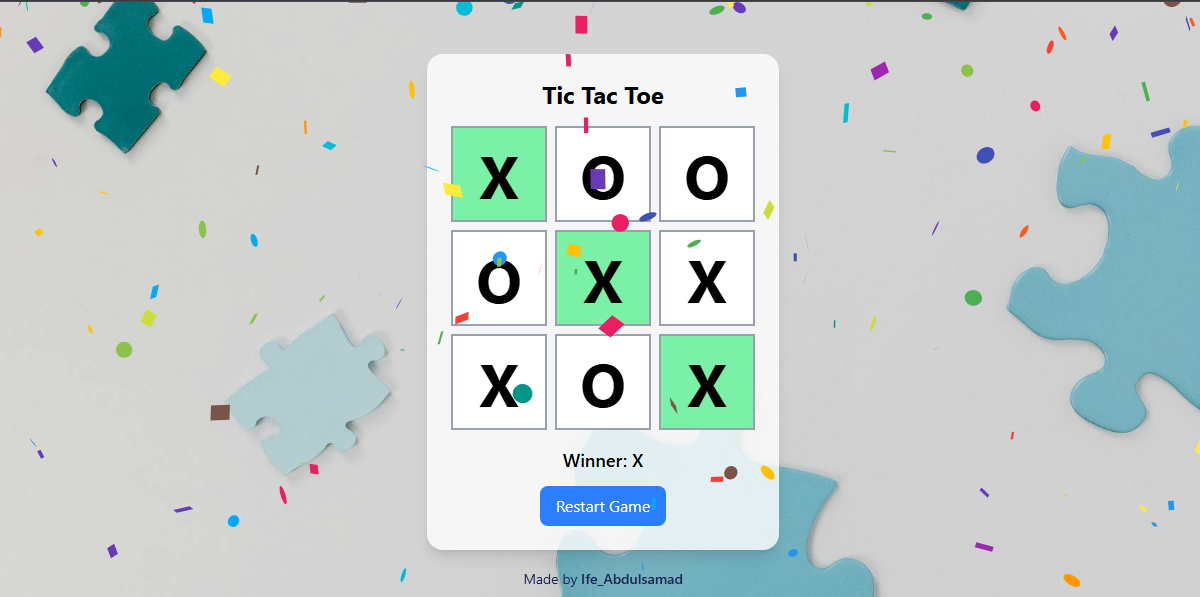 Tic Tac Toe
X O O
O X X
X O X
Winner: X
Restart Game
Made by Ife_Abdulsamad